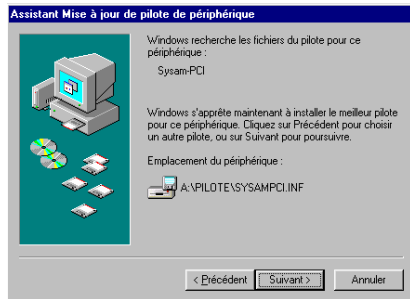 Assistant Mise à jour de pilote de périphérique
Windows recherche les fichiers du pilote pour ce
périphérique :
Sysam-PCI
Windows s'apprête maintenant à installer le meilleur pilote
pour ce périphérique. Cliquez sur Précédent pour choisir
un autre pilote, ou sur Suivant pour poursuivre.
Emplacement du périphérique :
A:\PILOTE\SYSAMPCI.INF
< Précédent
Suivant >
Annuler